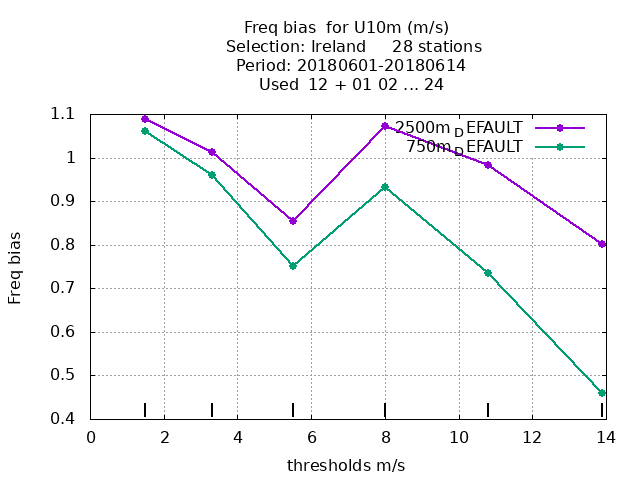 Freq bias  for U10m (m/s)
Selection: Ireland     28 stations
Period: 20180601-20180614
Used  12 + 01 02 ... 24
2500m_DEFAULT
750m_DEFAULT
Freq bias
1.1
1
0.9
0.8
0.7
0.6
0.5
0.4
0 2 4 6 8 10 12 14
thresholds m/s